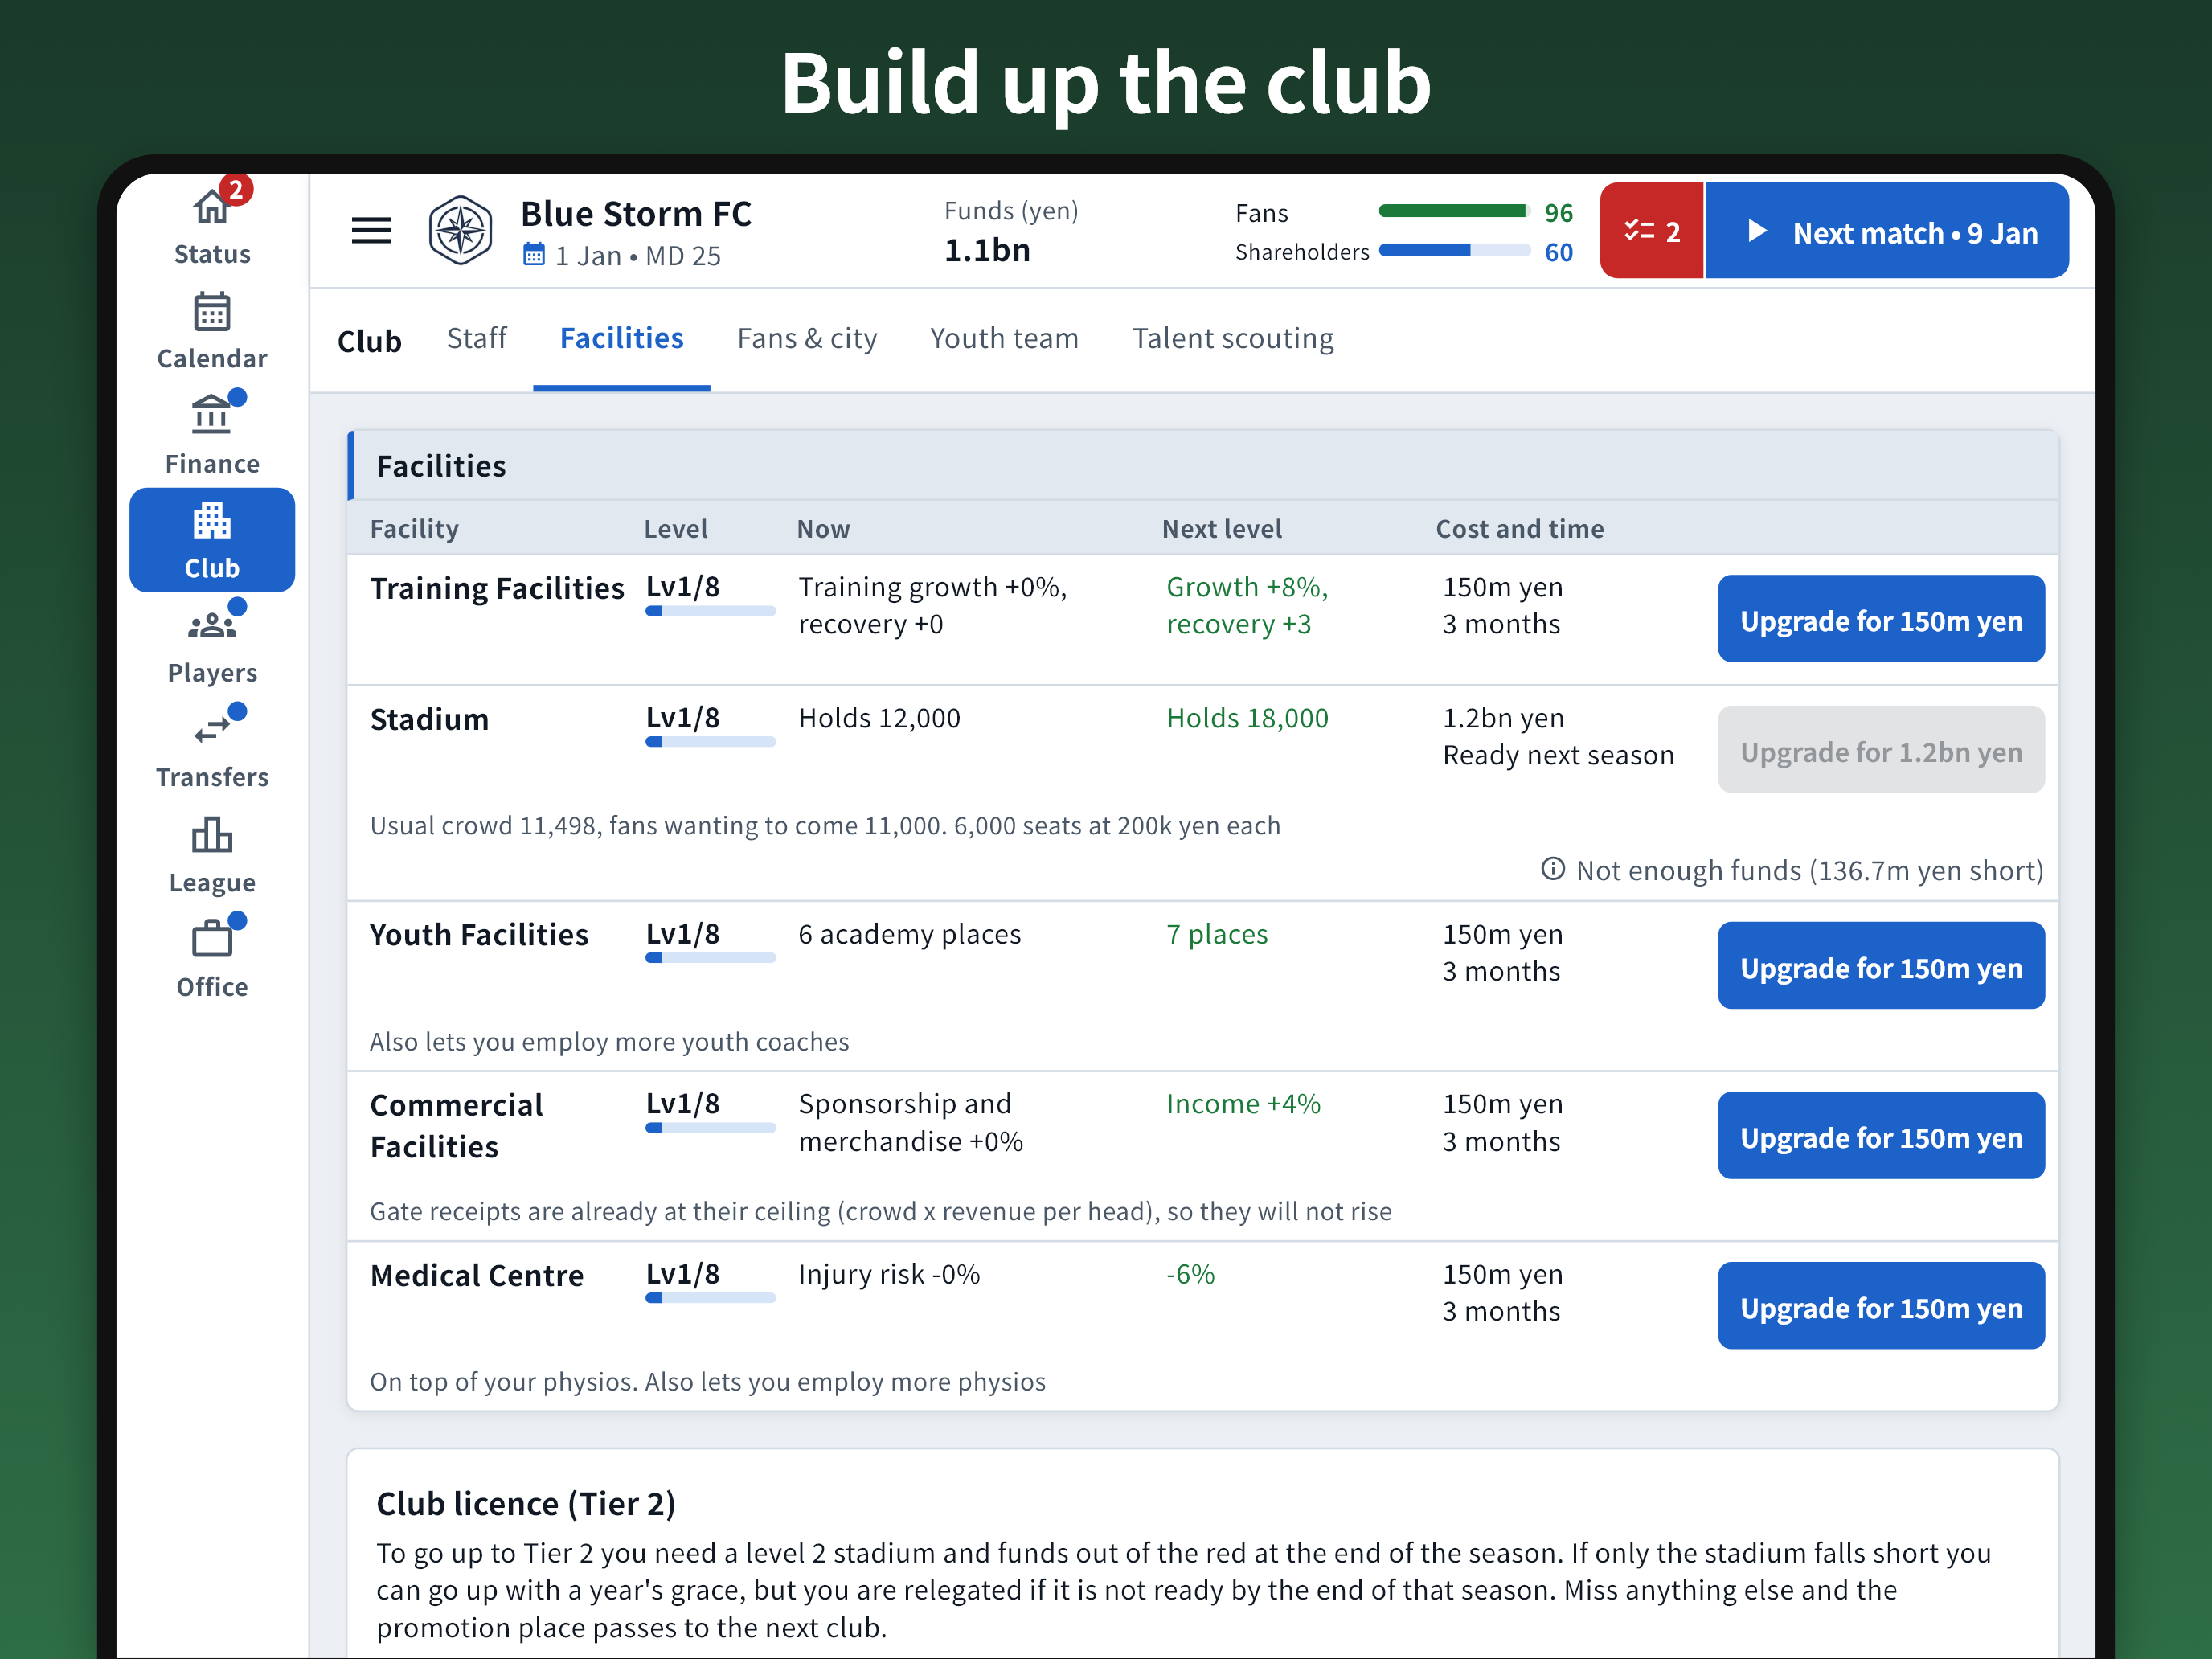 Build up the club
2
Status
Calendar
Finance
Club
Players
Transfers
League
Office
Blue Storm FC
1 Jan • MD 25
Funds (yen)
1.1bn
Fans
96
Shareholders
60
2
Next match • 9 Jan
Club
Staff
Facilities
Fans & city
Youth team
Talent scouting
Facilities
Facility
Level
Now
Next level
Cost and time
Training Facilities
Lv1/8
Training growth +0%,
recovery +0
Growth +8%,
recovery +3
150m yen
3 months
Upgrade for 150m yen
Stadium
Lv1/8
Holds 12,000
Holds 18,000
1.2bn yen
Ready next season
Upgrade for 1.2bn yen
Usual crowd 11,498, fans wanting to come 11,000. 6,000 seats at 200k yen each
Not enough funds (136.7m yen short)
Youth Facilities
Lv1/8
6 academy places
7 places
150m yen
3 months
Upgrade for 150m yen
Also lets you employ more youth coaches
Commercial
Facilities
Lv1/8
Sponsorship and
merchandise +0%
Income +4%
150m yen
3 months
Upgrade for 150m yen
Gate receipts are already at their ceiling (crowd x revenue per head), so they will not rise
Medical Centre
Lv1/8
Injury risk -0%
-6%
150m yen
3 months
Upgrade for 150m yen
On top of your physios. Also lets you employ more physios
Club licence (Tier 2)
To go up to Tier 2 you need a level 2 stadium and funds out of the red at the end of the season. If only the stadium falls short you
can go up with a year's grace, but you are relegated if it is not ready by the end of that season. Miss anything else and the
promotion place passes to the next club.